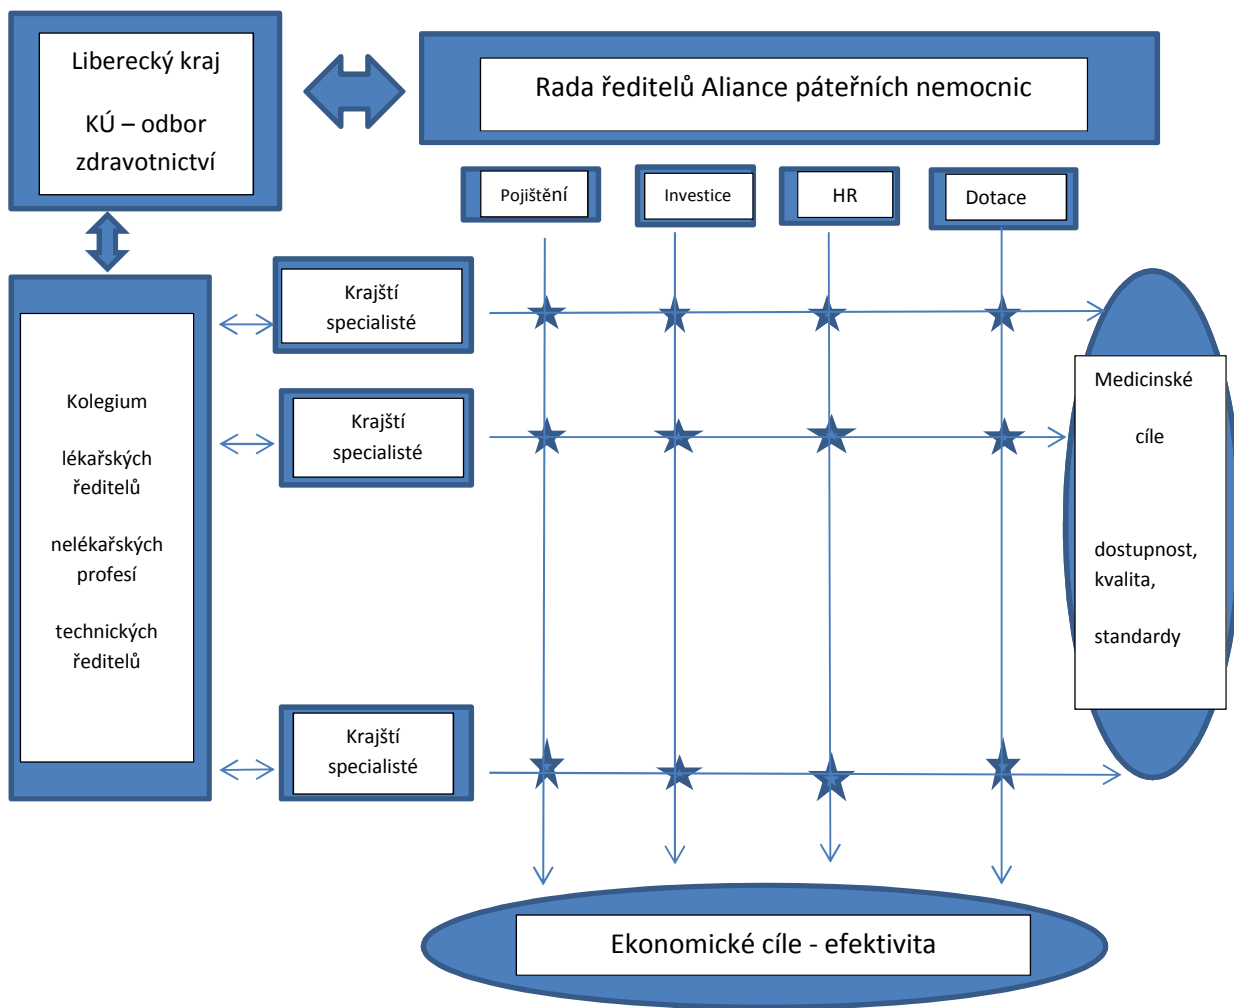 Liberecký kraj
KÚ – odbor
zdravotnictví
Rada ředitelů Aliance páteřních nemocnic
Pojištění
Investice
HR
Dotace
Krajští
specialisté
Krajští
specialisté
Krajští
specialisté
Kolegium
lékařských
ředitelů
nelékařských
profesí
technických
ředitelů
Medicinské
cíle
dostupnost,
kvalita,
standardy
Ekonomické cíle - efektivita